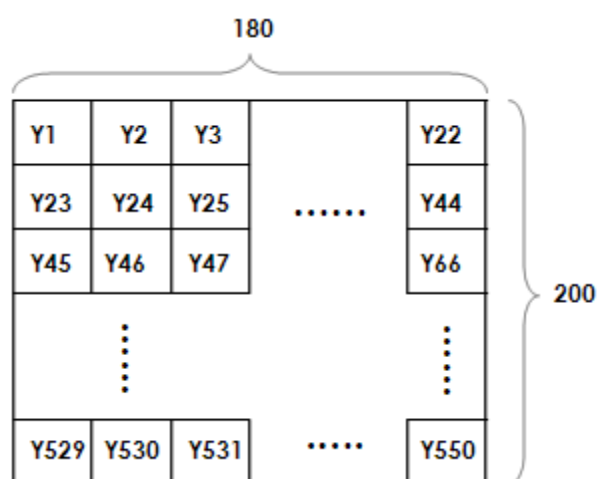 180
Y1 Y2 Y3 Y22
Y23 Y24 Y25 ...... Y44
Y45 Y46 Y47 Y66
200
Y529 Y530 Y531 ..... Y550